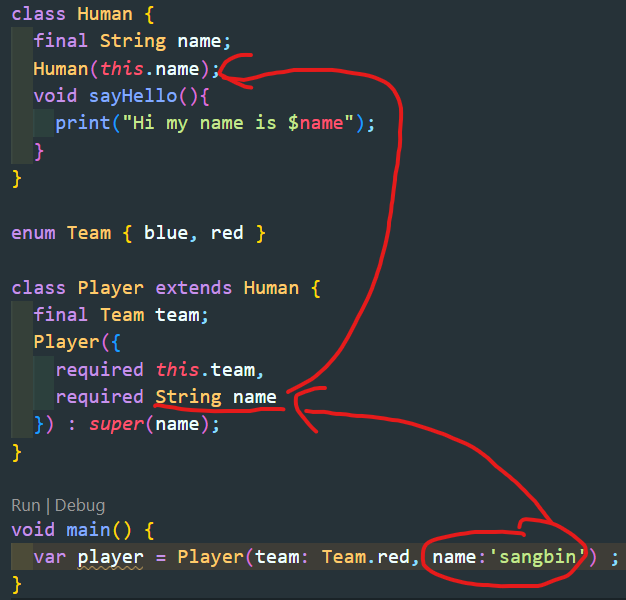 class Human {
final String name;
Human(this.name);
void sayHello(){
print("Hi my name is $name");
}
}
enum Team { blue, red }
class Player extends Human {
final Team team;
Player({
required this.team,
required String name
}) : super(name);
}
Run | Debug
void main() {
var player = Player(team: Team.red, name:'sangbin') ;
}